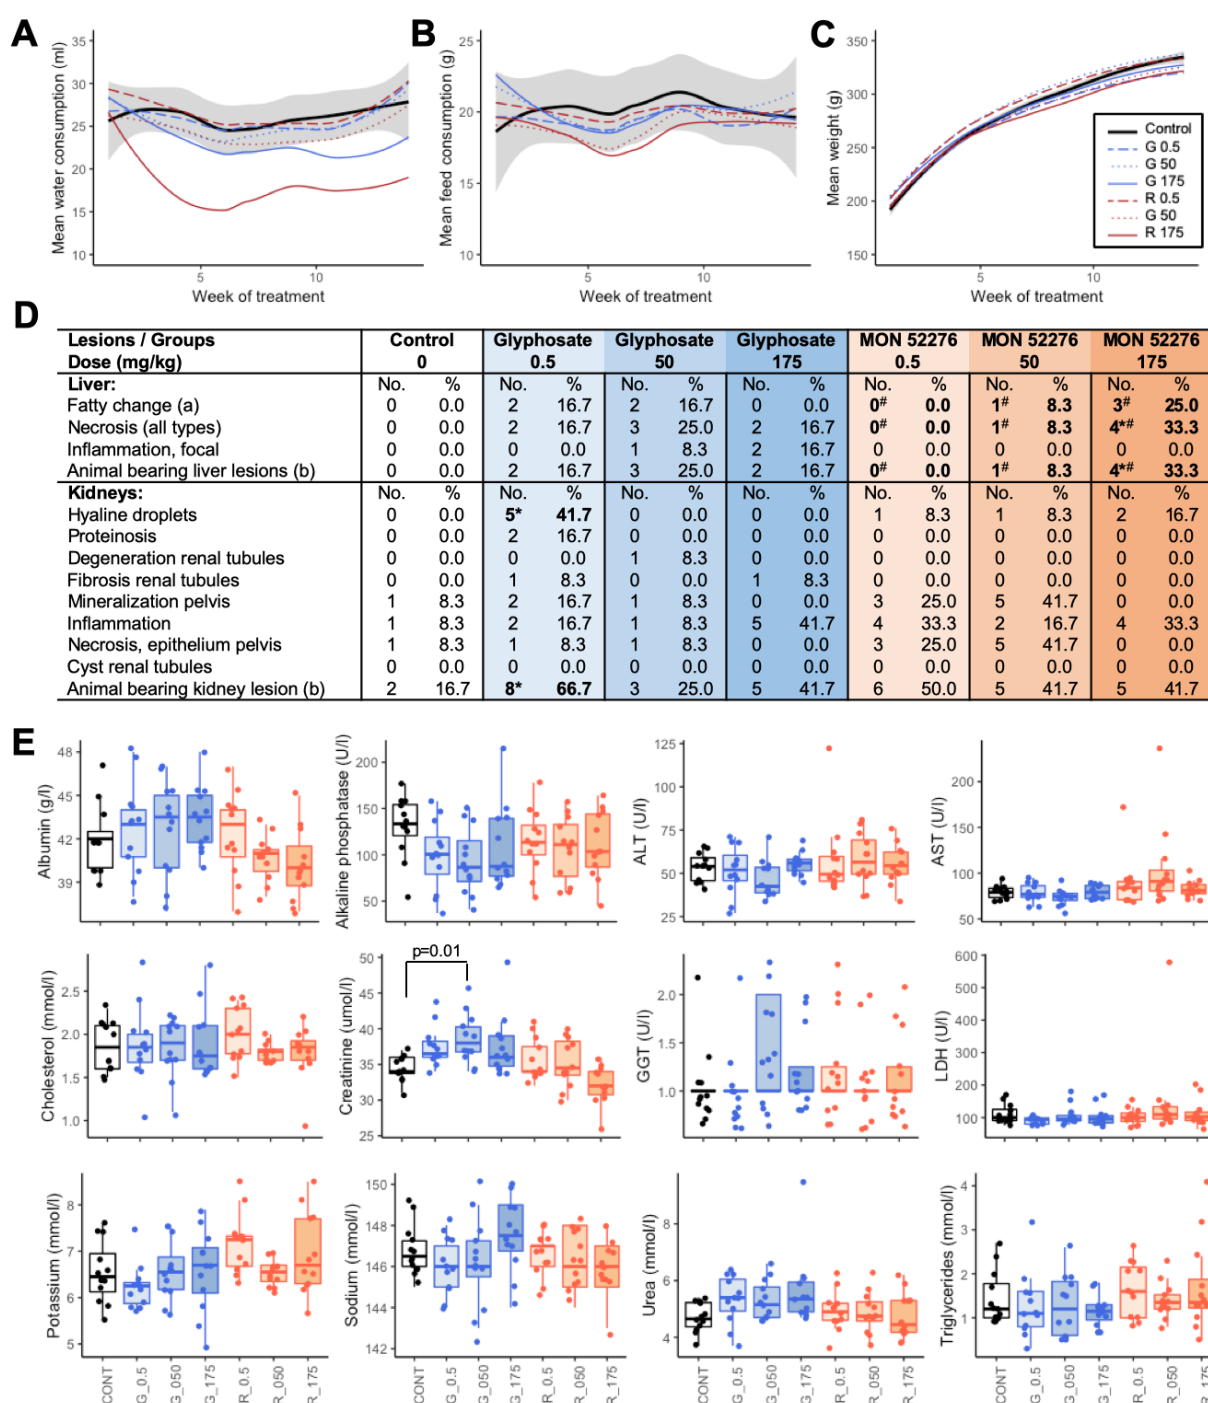 A
B
C
Mean water consumption (ml)
35
30
25
20
15
10
5
10
Week of treatment
Mean feed consumption (g)
25
20
15
10
5
10
Week of treatment
Mean weight (g)
350
300
250
200
150
5
10
Week of treatment
Control
G 0.5
G 50
G 175
R 0.5
G 50
R 175
D
Lesions / Groups Control Glyphosate Glyphosate Glyphosate MON 52276 MON 52276 MON 52276
Dose (mg/kg) 0 0.5 50 175 0.5 50 175
Liver: No. % No. % No. % No. % No. % No. % No. %
Fatty change (a) 0 0.0 2 16.7 2 16.7 0 0.0 0# 0.0 1# 8.3 3# 25.0
Necrosis (all types) 0 0.0 2 16.7 3 25.0 2 16.7 0# 0.0 1# 8.3 4*# 33.3
Inflammation, focal 0 0.0 0 0.0 1 8.3 2 16.7 0 0.0 0 0.0 0 0.0
Animal bearing liver lesions (b) 0 0.0 2 16.7 3 25.0 2 16.7 0# 0.0 1# 8.3 4*# 33.3
Kidneys: No. % No. % No. % No. % No. % No. % No. %
Hyaline droplets 0 0.0 5* 41.7 0 0.0 0 0.0 1 8.3 1 8.3 2 16.7
Proteinosis 0 0.0 2 16.7 0 0.0 0 0.0 0 0.0 0 0.0 0 0.0
Degeneration renal tubules 0 0.0 0 0.0 1 8.3 0 0.0 0 0.0 0 0.0 0 0.0
Fibrosis renal tubules 0 0.0 1 8.3 0 0.0 1 8.3 0 0.0 0 0.0 0 0.0
Mineralization pelvis 1 8.3 2 16.7 1 8.3 0 0.0 3 25.0 5 41.7 0 0.0
Inflammation 1 8.3 2 16.7 1 8.3 5 41.7 4 33.3 2 16.7 4 33.3
Necrosis, epithelium pelvis 1 8.3 1 8.3 1 8.3 0 0.0 3 25.0 5 41.7 0 0.0
Cyst renal tubules 0 0.0 0 0.0 0 0.0 0 0.0 0 0.0 0 0.0 0 0.0
Animal bearing kidney lesion (b) 2 16.7 8* 66.7 3 25.0 5 41.7 6 50.0 5 41.7 5 41.7
E
Albumin (g/l)
48
45
42
39
Alkaline phosphatase (U/l)
200
150
100
50
ALT (U/l)
125
100
75
50
25
AST (U/l)
200
150
100
50
Cholesterol (mmol/l)
2.5
2.0
1.5
1.0
Creatinine (umol/l)
50
45
40
35
30
25
p=0.01
GGT (U/l)
2.0
1.5
1.0
LDH (U/l)
600
500
400
300
200
100
Potassium (mmol/l)
8
7
6
5
CONT
G_0.5
G_050
G_175
R_0.5
R_050
R_175
Sodium (mmol/l)
150
148
146
144
142
CONT
G_0.5
G_050
G_175
R_0.5
R_050
R_175
Urea (mmol/l)
8
6
4
CONT
G_0.5
G_050
G_175
R_0.5
R_050
R_175
Triglycerides (mmol/l)
4
3
2
1
CONT
G_0.5
G_050
G_175
R_0.5
R_050
R_175